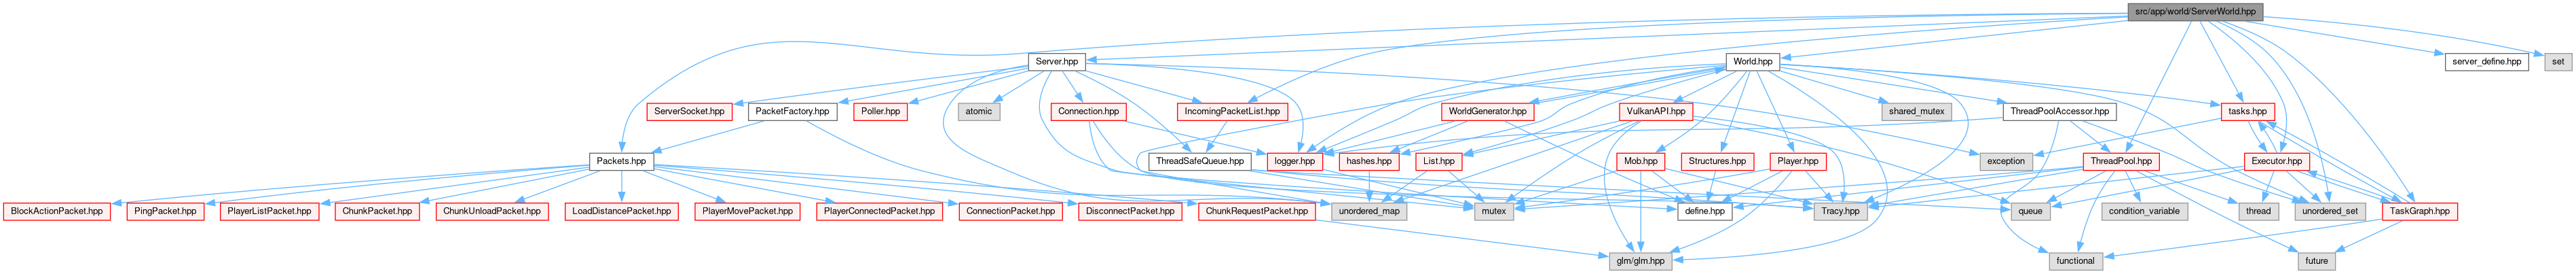 src/app/world/ServerWorld.hpp
Server.hpp
World.hpp
server_define.hpp
set
ServerSocket.hpp
PacketFactory.hpp
Poller.hpp
atomic
Connection.hpp
IncomingPacketList.hpp
WorldGenerator.hpp
VulkanAPI.hpp
shared_mutex
ThreadPoolAccessor.hpp
tasks.hpp
Packets.hpp
ThreadSafeQueue.hpp
logger.hpp
hashes.hpp
List.hpp
Mob.hpp
Structures.hpp
Player.hpp
exception
ThreadPool.hpp
Executor.hpp
BlockActionPacket.hpp
PingPacket.hpp
PlayerListPacket.hpp
ChunkPacket.hpp
ChunkUnloadPacket.hpp
LoadDistancePacket.hpp
PlayerMovePacket.hpp
PlayerConnectedPacket.hpp
ConnectionPacket.hpp
DisconnectPacket.hpp
ChunkRequestPacket.hpp
unordered_map
mutex
define.hpp
Tracy.hpp
queue
condition_variable
thread
unordered_set
TaskGraph.hpp
glm/glm.hpp
functional
future